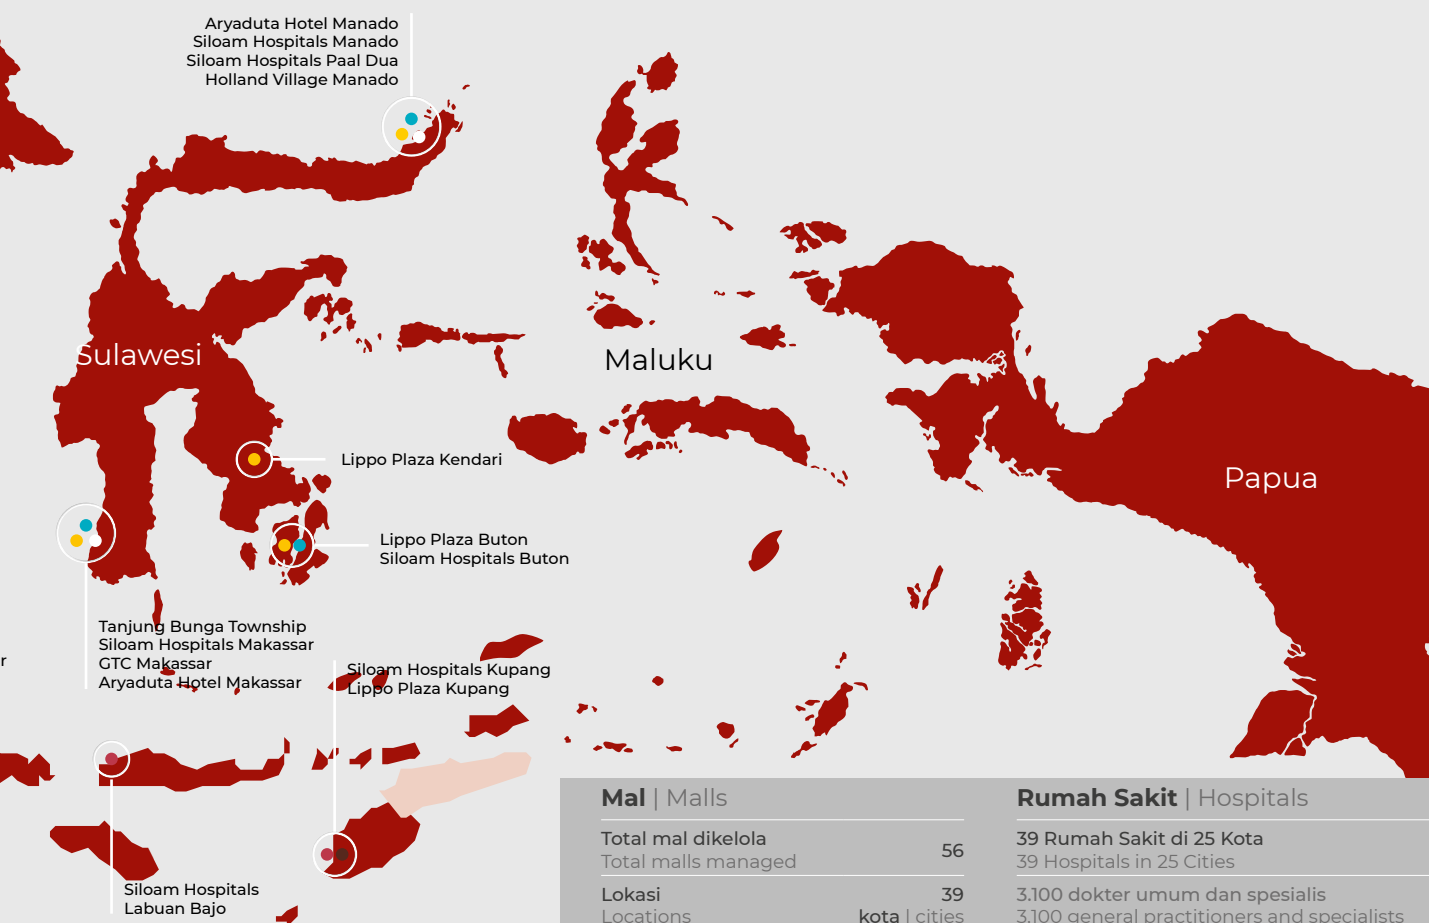 Aryaduta Hotel Manado
Siloam Hospitals Manado
Siloam Hospitals Paal Dua
Holland Village Manado
Sulawesi
Maluku
Papua
Lippo Plaza Kendari
Lippo Plaza Buton
Siloam Hospitals Buton
Tanjung Bunga Township
Siloam Hospitals Makassar
GTC Makassar
Aryaduta Hotel Makassar
r
Siloam Hospitals Kupang
Lippo Plaza Kupang
Siloam Hospitals
Labuan Bajo
Mal | Malls
Total mal dikelola 56
Total malls managed
Lokasi 39
Locations kota | cities
Rumah Sakit | Hospitals
39 Rumah Sakit di 25 Kota
39 Hospitals in 25 Cities
3.100 dokter umum dan spesialis
3,100 general practitioners and specialists